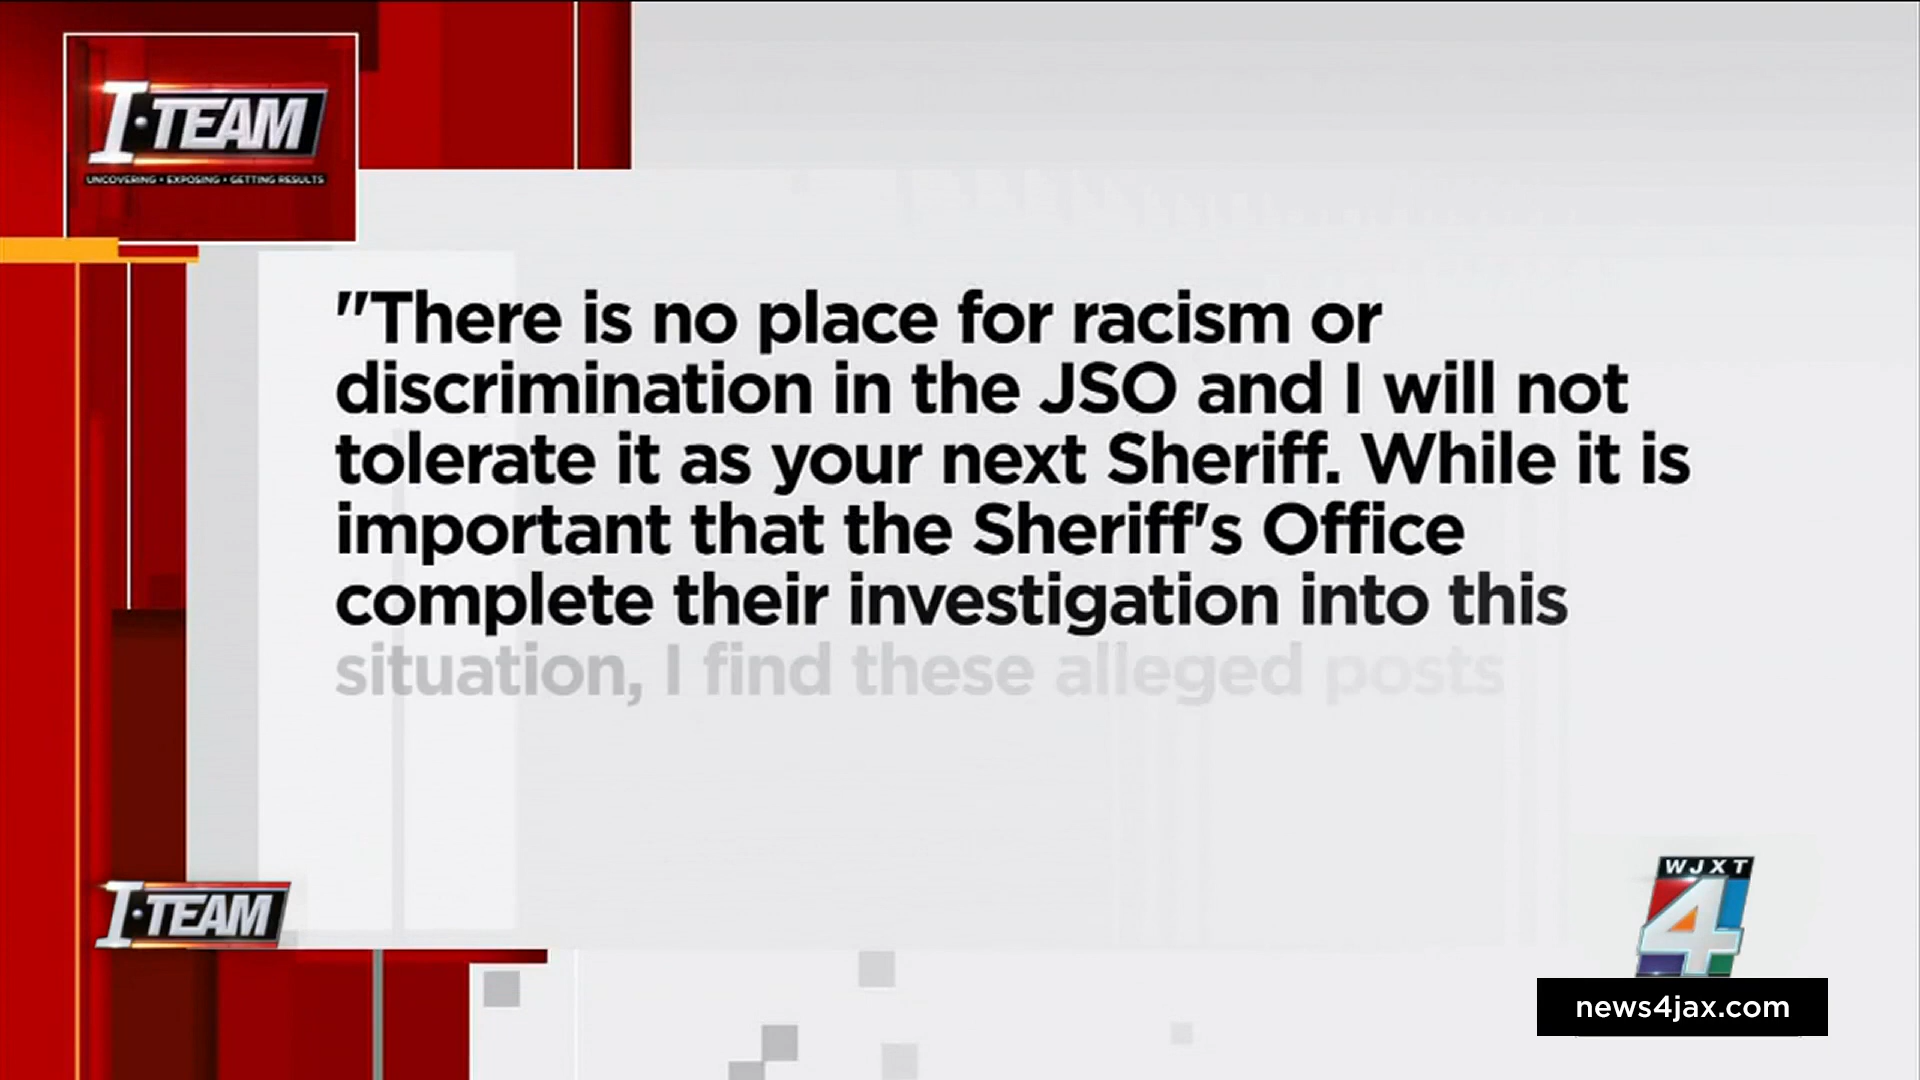 I·TEAM
UNCOVERING • EXPOSING • GETTING RESULTS
"There is no place for racism or
discrimination in the JSO and I will not
tolerate it as your next Sheriff. While it is
important that the Sheriff's Office
complete their investigation into this
situation, I find these alleged posts
I·TEAM
WJXT
4
news4jax.com